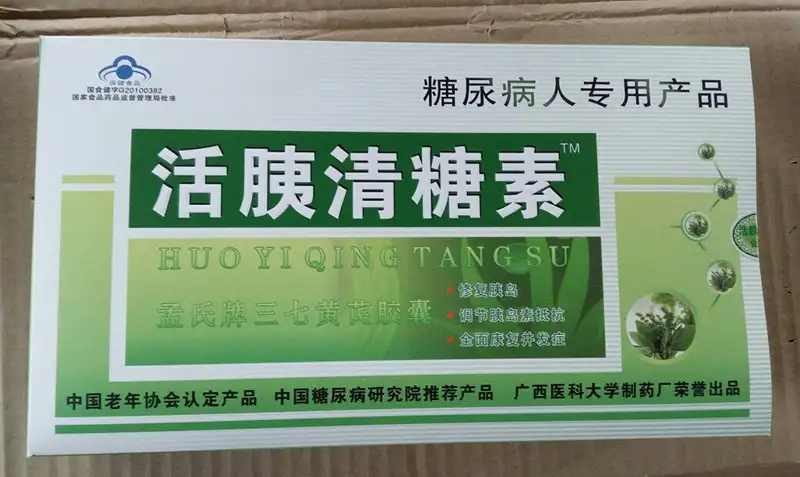 保健食品
国食健字G20100392
国家食品药品监督管理局批准
糖尿病人专用产品
活胰清糖素™
HUO YI QING TANG SU
孟氏牌三七黄芪胶囊
修复胰岛
调节胰岛素抵抗
全面康复并发症
中国老年协会认定产品 中国糖尿病研究院推荐产品 广西医科大学制药厂荣誉出品